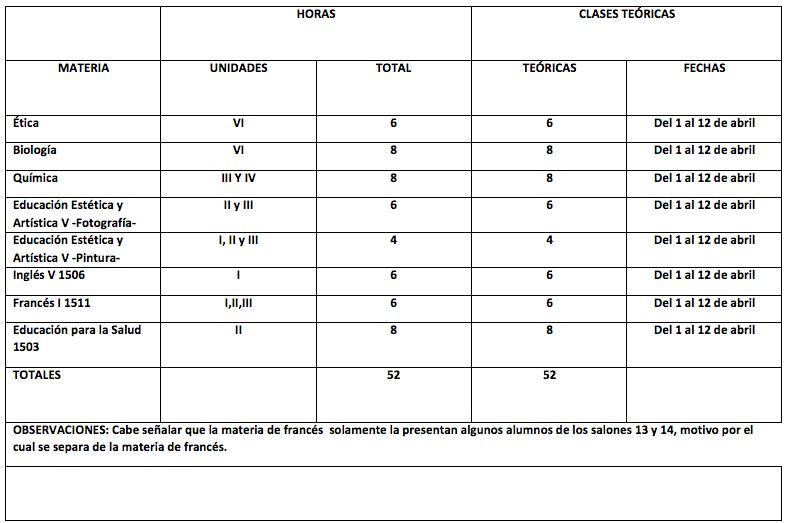 HORAS CLASES TEÓRICAS
MATERIA UNIDADES TOTAL TEÓRICAS FECHAS
Ética VI 6 6 Del 1 al 12 de abril
Biología VI 8 8 Del 1 al 12 de abril
Química III Y IV 8 8 Del 1 al 12 de abril
Educación Estética y II y III 6 6 Del 1 al 12 de abril
Artística V -Fotografía-
Educación Estética y I, II y III 4 4 Del 1 al 12 de abril
Artística V -Pintura-
Inglés V 1506 I 6 6 Del 1 al 12 de abril
Francés I 1511 I,II,III 6 6 Del 1 al 12 de abril
Educación para la Salud II 8 8 Del 1 al 12 de abril
1503
TOTALES 52 52
OBSERVACIONES: Cabe señalar que la materia de francés solamente la presentan algunos alumnos de los salones 13 y 14, motivo por el
cual se separa de la materia de francés.